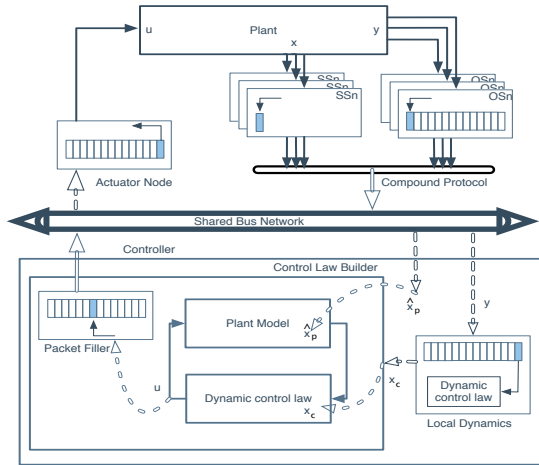 u
Plant
y
x
SSn
SSn
SSn
OSn
OSn
OSn
Actuator Node
Compound Protocol
Shared Bus Network
Controller
Control Law Builder
x̂p
y
Plant Model
x̂p
Packet Filler
u
Dynamic control law
xc
xc
Dynamic
control law
Local Dynamics